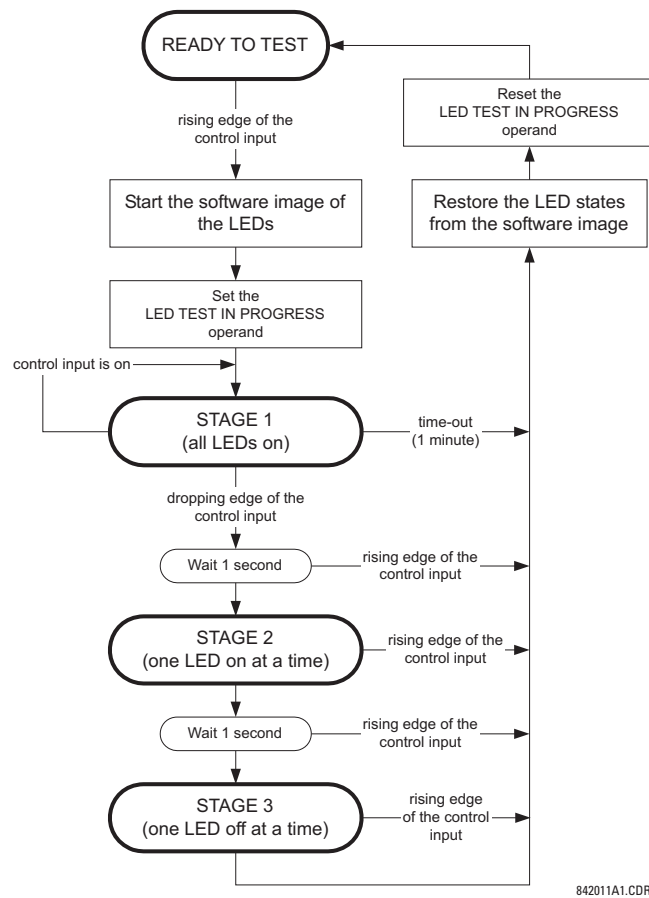 READY TO TEST
rising edge of the
control input
Start the software image of
the LEDs
Set the
LED TEST IN PROGRESS
operand
control input is on
STAGE 1
(all LEDs on)
time-out
(1 minute)
dropping edge of the
control input
Wait 1 second
rising edge of the
control input
STAGE 2
(one LED on at a time)
rising edge of the
control input
Wait 1 second
rising edge of the
control input
STAGE 3
(one LED off at a time)
rising edge
of the control
input
Reset the
LED TEST IN PROGRESS
operand
Restore the LED states
from the software image
842011A1.CDR